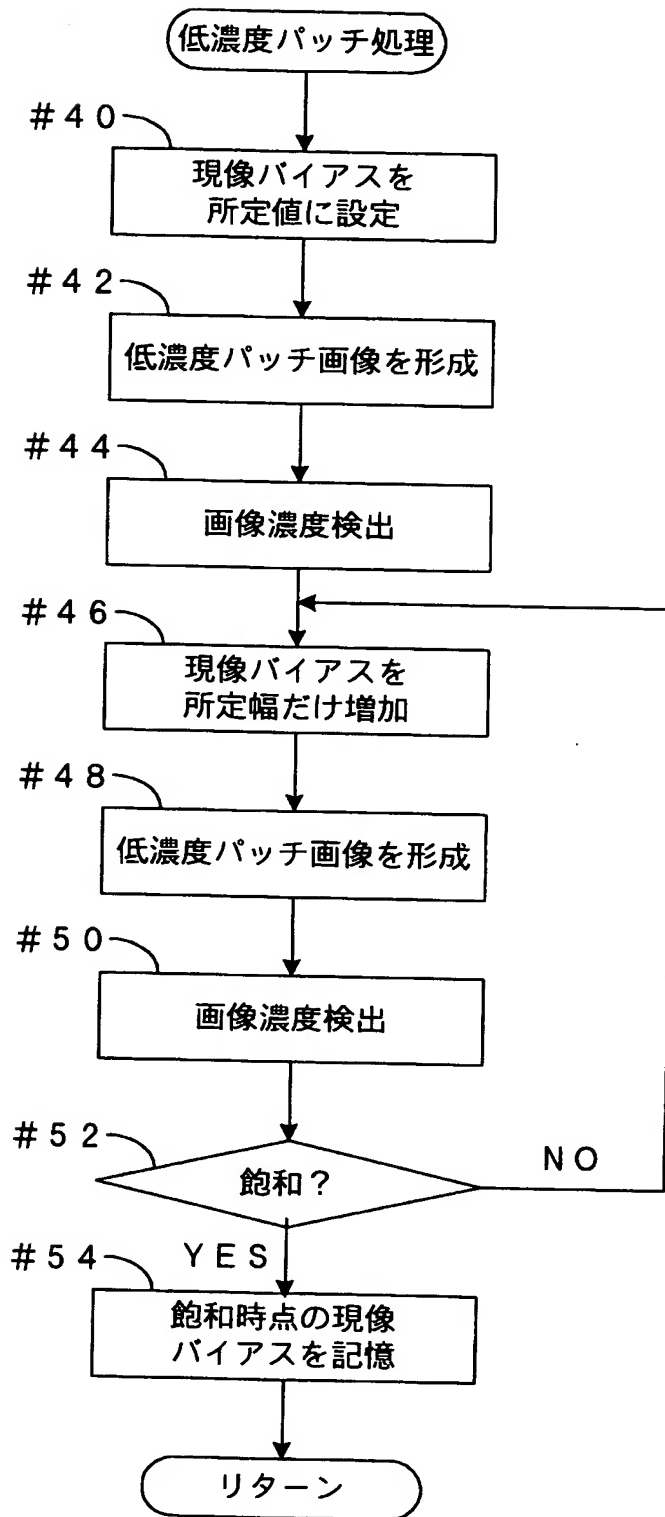 低濃度パッチ処理
#40
現像バイアスを
所定値に設定
#42
低濃度パッチ画像を形成
#44
画像濃度検出
#46
現像バイアスを
所定幅だけ増加
#48
低濃度パッチ画像を形成
#50
画像濃度検出
#52
飽和?
NO
YES
#54
飽和時点の現像
バイアスを記憶
リターン